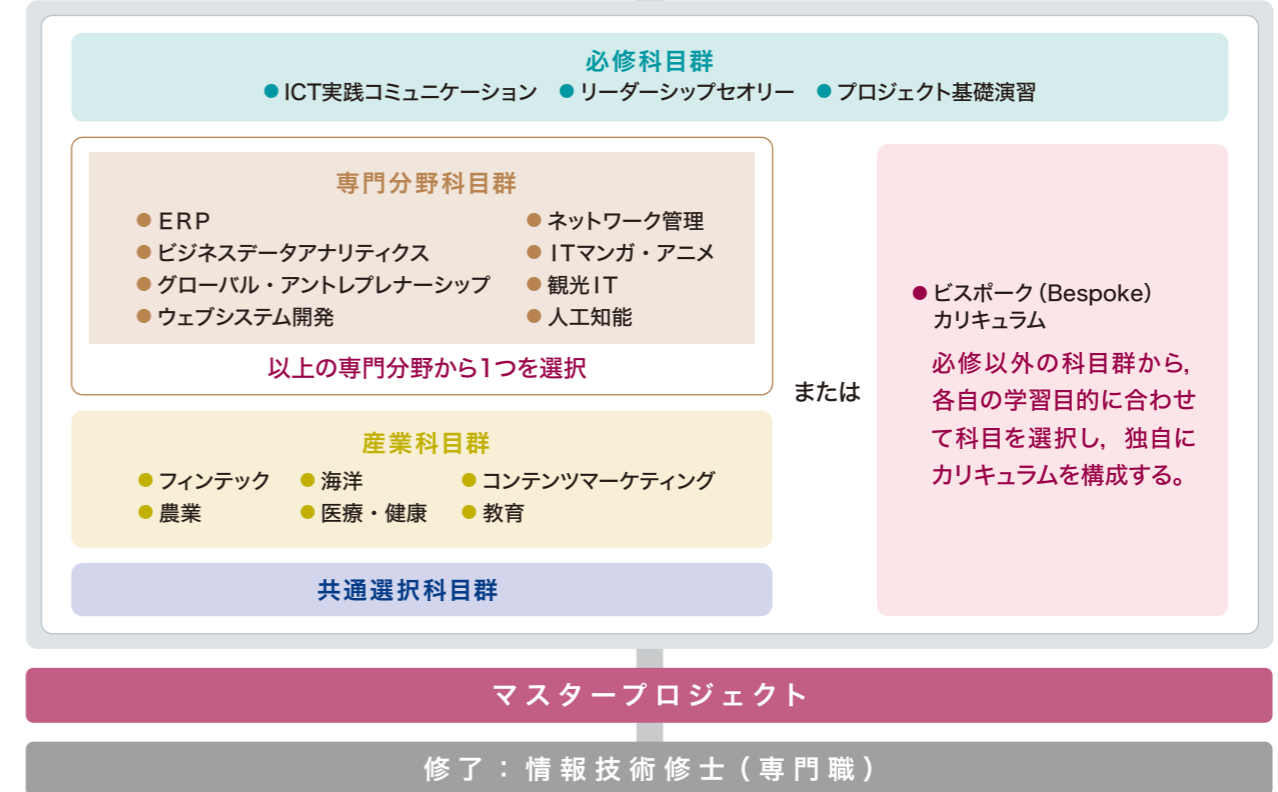 必修科目群
● ICT実践コミュニケーション ● リーダーシップセオリー ● プロジェクト基礎演習
専門分野科目群
● ERP
● ビジネスデータアナリティクス
● グローバル・アントレプレナーシップ
● ウェブシステム開発
● ネットワーク管理
● ITマンガ・アニメ
● 観光IT
● 人工知能
以上の専門分野から1つを選択
産業科目群
● フィンテック ● 海洋 ● コンテンツマーケティング
● 農業 ● 医療・健康 ● 教育
共通選択科目群
または
● ビスポーク（Bespoke）
カリキュラム
必修以外の科目群から，
各自の学習目的に合わせ
て科目を選択し，独自に
カリキュラムを構成する。
マスタープロジェクト
修了：情報技術修士（専門職）